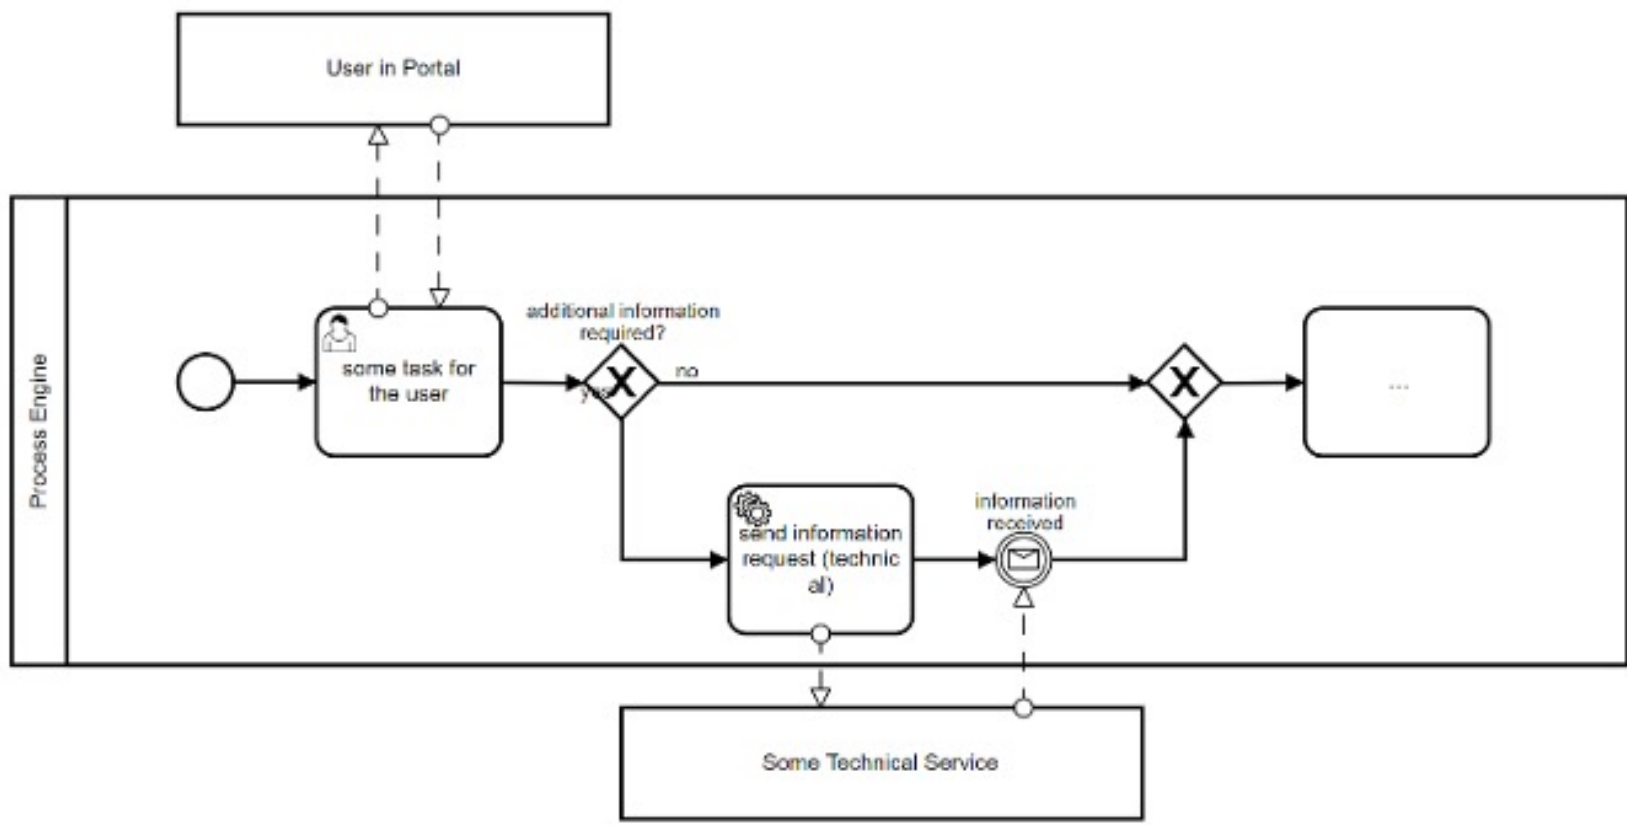 User in Portal
Process Engine
additional information
required?
some task for
the user
yes
no
...
information
received
send information
request (technic
al)
Some Technical Service